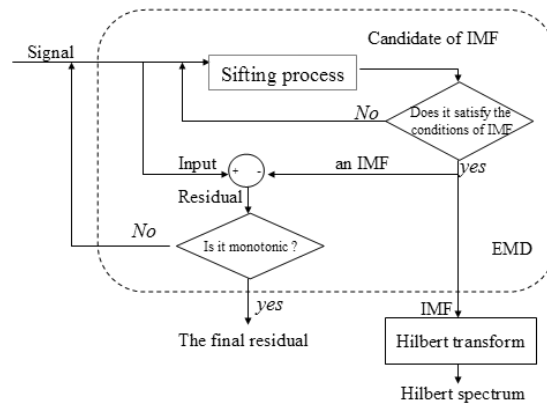 Signal
Candidate of IMF
Sifting process
No
Does it satisfy the
conditions of IMF
yes
Input
+
-
an IMF
Residual
No
Is it monotonic ?
EMD
yes
IMF
The final residual
Hilbert transform
Hilbert spectrum